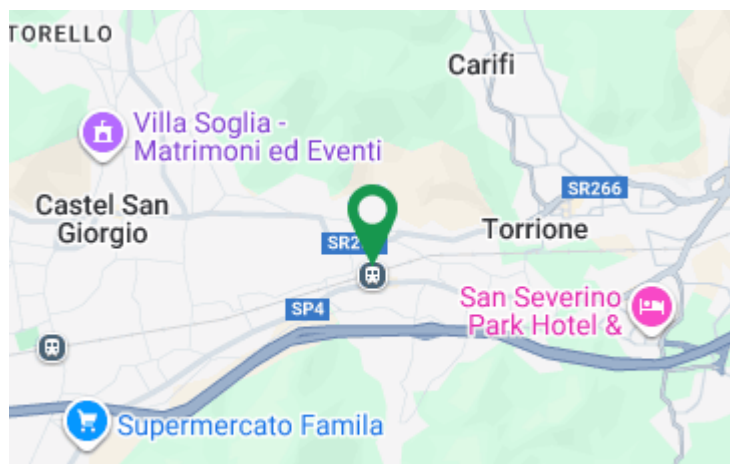 TORELLO
Carifi
Villa Soglia -
Matrimoni ed Eventi
SR266
Castel San
Giorgio
Torrione
SR2
San Severino
Park Hotel &
SP4
Supermercato Famila